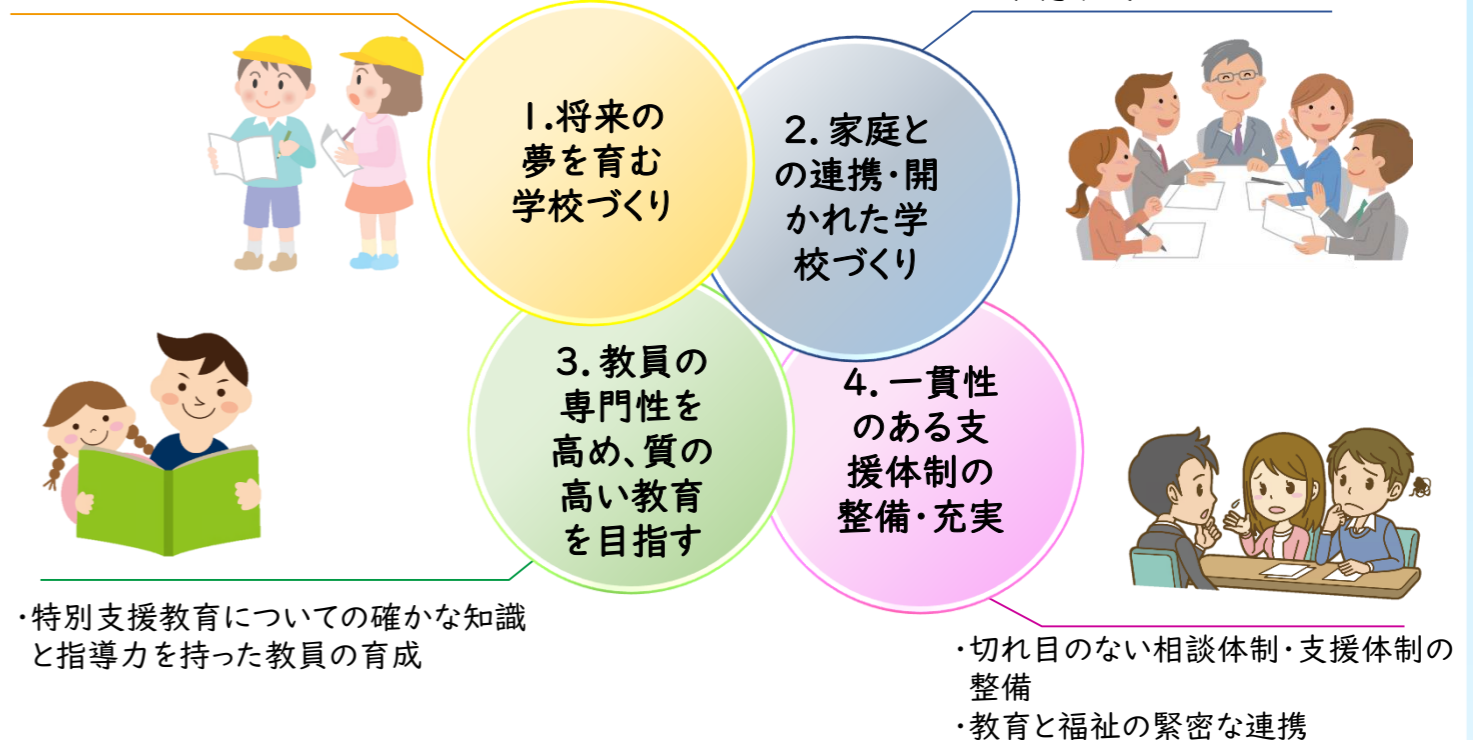 1.将来の
夢を育む
学校づくり
2.家庭と
の連携・開
かれた学
校づくり
3.教員の
専門性を
高め、質の
高い教育
を目指す
4.一貫性
のある支
援体制の
整備・充実
・特別支援教育についての確かな知識
と指導力を持った教員の育成
・切れ目のない相談体制・支援体制の
整備
・教育と福祉の緊密な連携